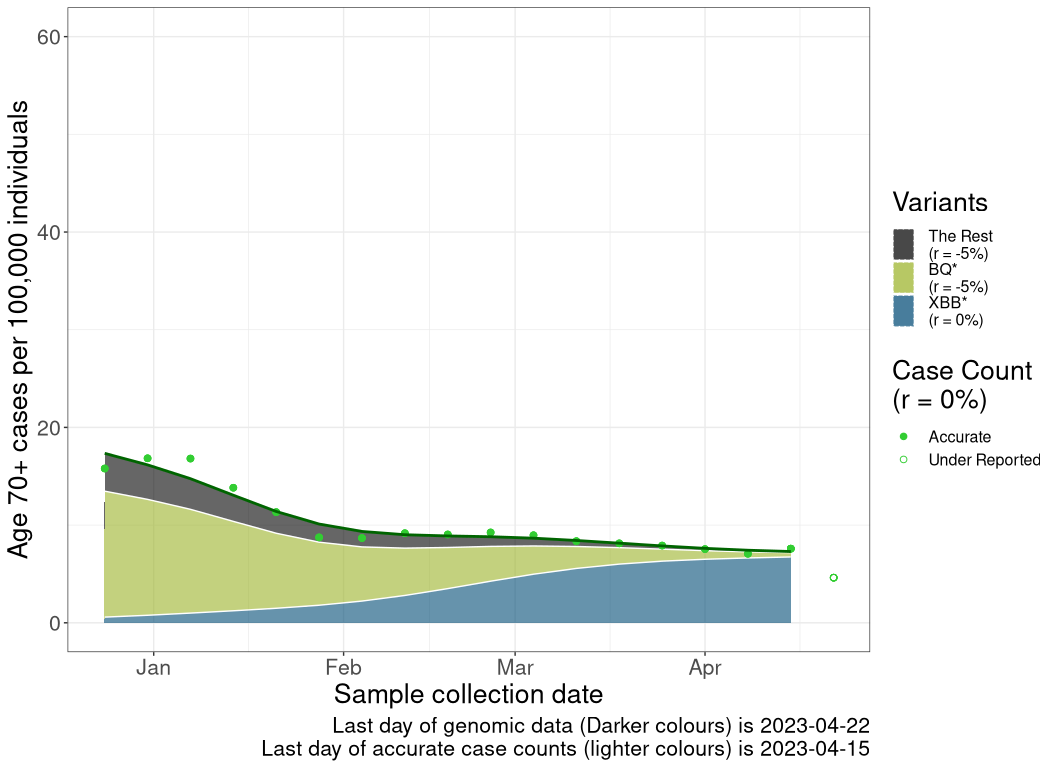 Age 70+ cases per 100,000 individuals
60
40
20
0
Jan
Feb
Mar
Apr
Sample collection date
Last day of genomic data (Darker colours) is 2023-04-22
Last day of accurate case counts (lighter colours) is 2023-04-15
Variants
The Rest
(r = -5%)
BQ*
(r = -5%)
XBB*
(r = 0%)
Case Count
(r = 0%)
Accurate
Under Reported